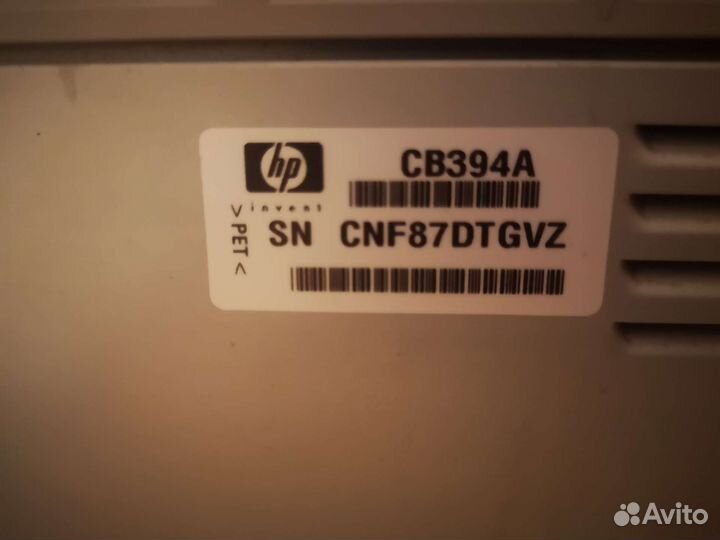 hp
CB394A
invent
SN CNF87DTGVZ
>PET<
Avito